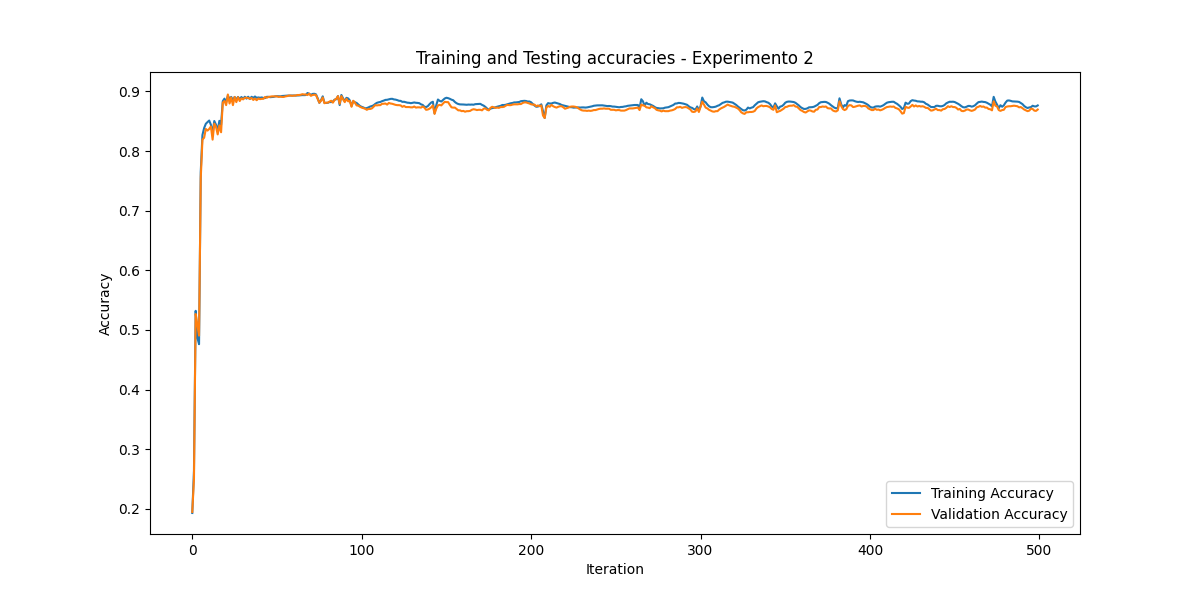 Training and Testing accuracies - Experimento 2
0.9
0.8
0.7
0.6
0.5
0.4
0.3
0.2
Accuracy
Training Accuracy
Validation Accuracy
0 100 200 300 400 500
Iteration